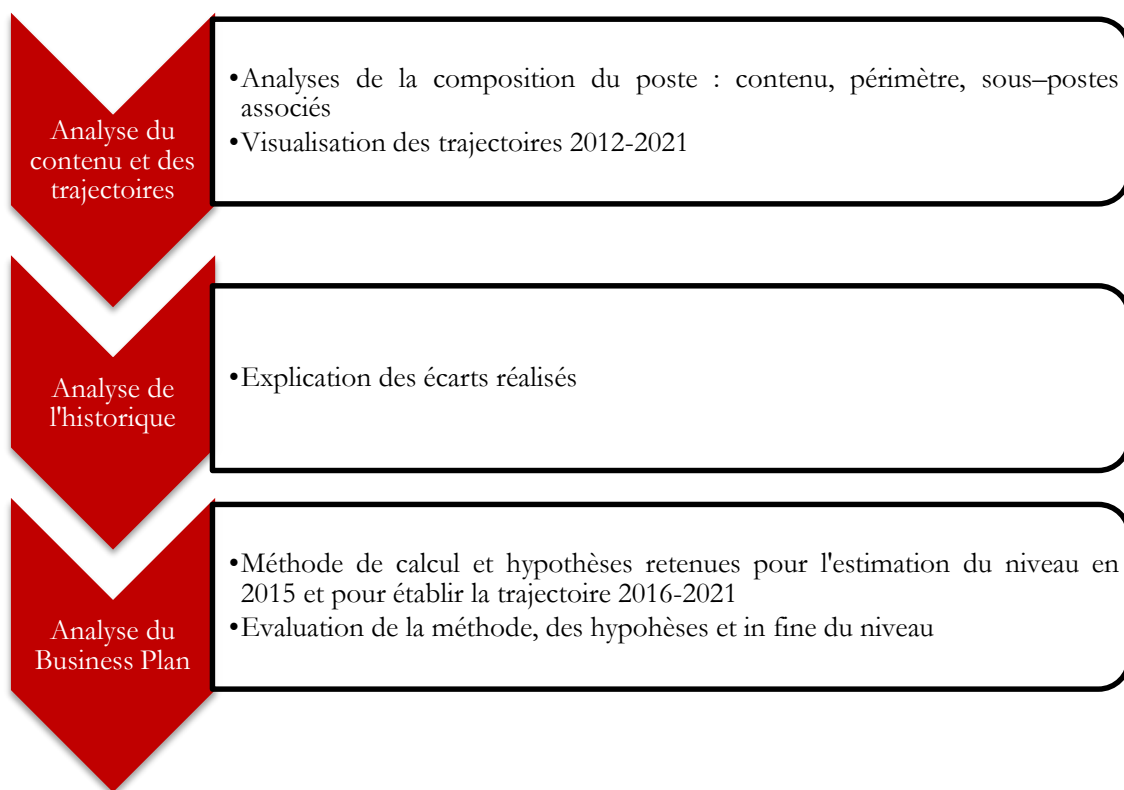 Analyse du
contenu et des
trajectoires
•Analyses de la composition du poste : contenu, périmètre, sous–postes
associés
•Visualisation des trajectoires 2012-2021
Analyse de
l'historique
•Explication des écarts réalisés
Analyse du
Business Plan
•Méthode de calcul et hypothèses retenues pour l'estimation du niveau en
2015 et pour établir la trajectoire 2016-2021
•Evaluation de la méthode, des hypohèses et in fine du niveau